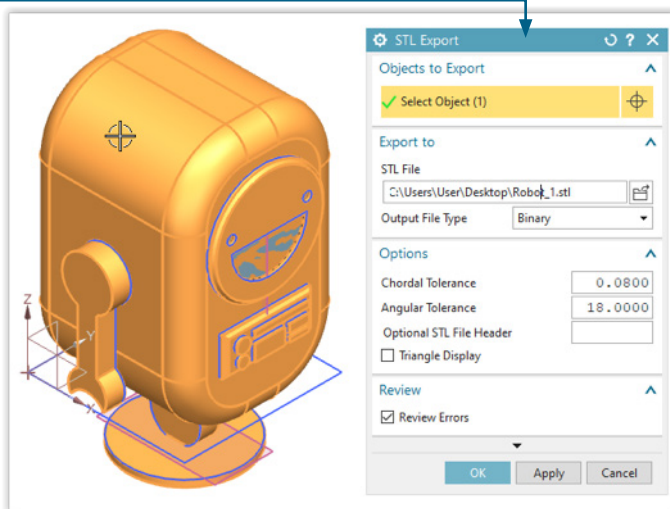 STL Export
Objects to Export
Select Object (1)
Export to
STL File
C:\Users\User\Desktop\Robot_1.stl
Output File Type Binary
Options
Chordal Tolerance 0.0800
Angular Tolerance 18.0000
Optional STL File Header
Triangle Display
Review
Review Errors
OK Apply Cancel
Z
Y
X